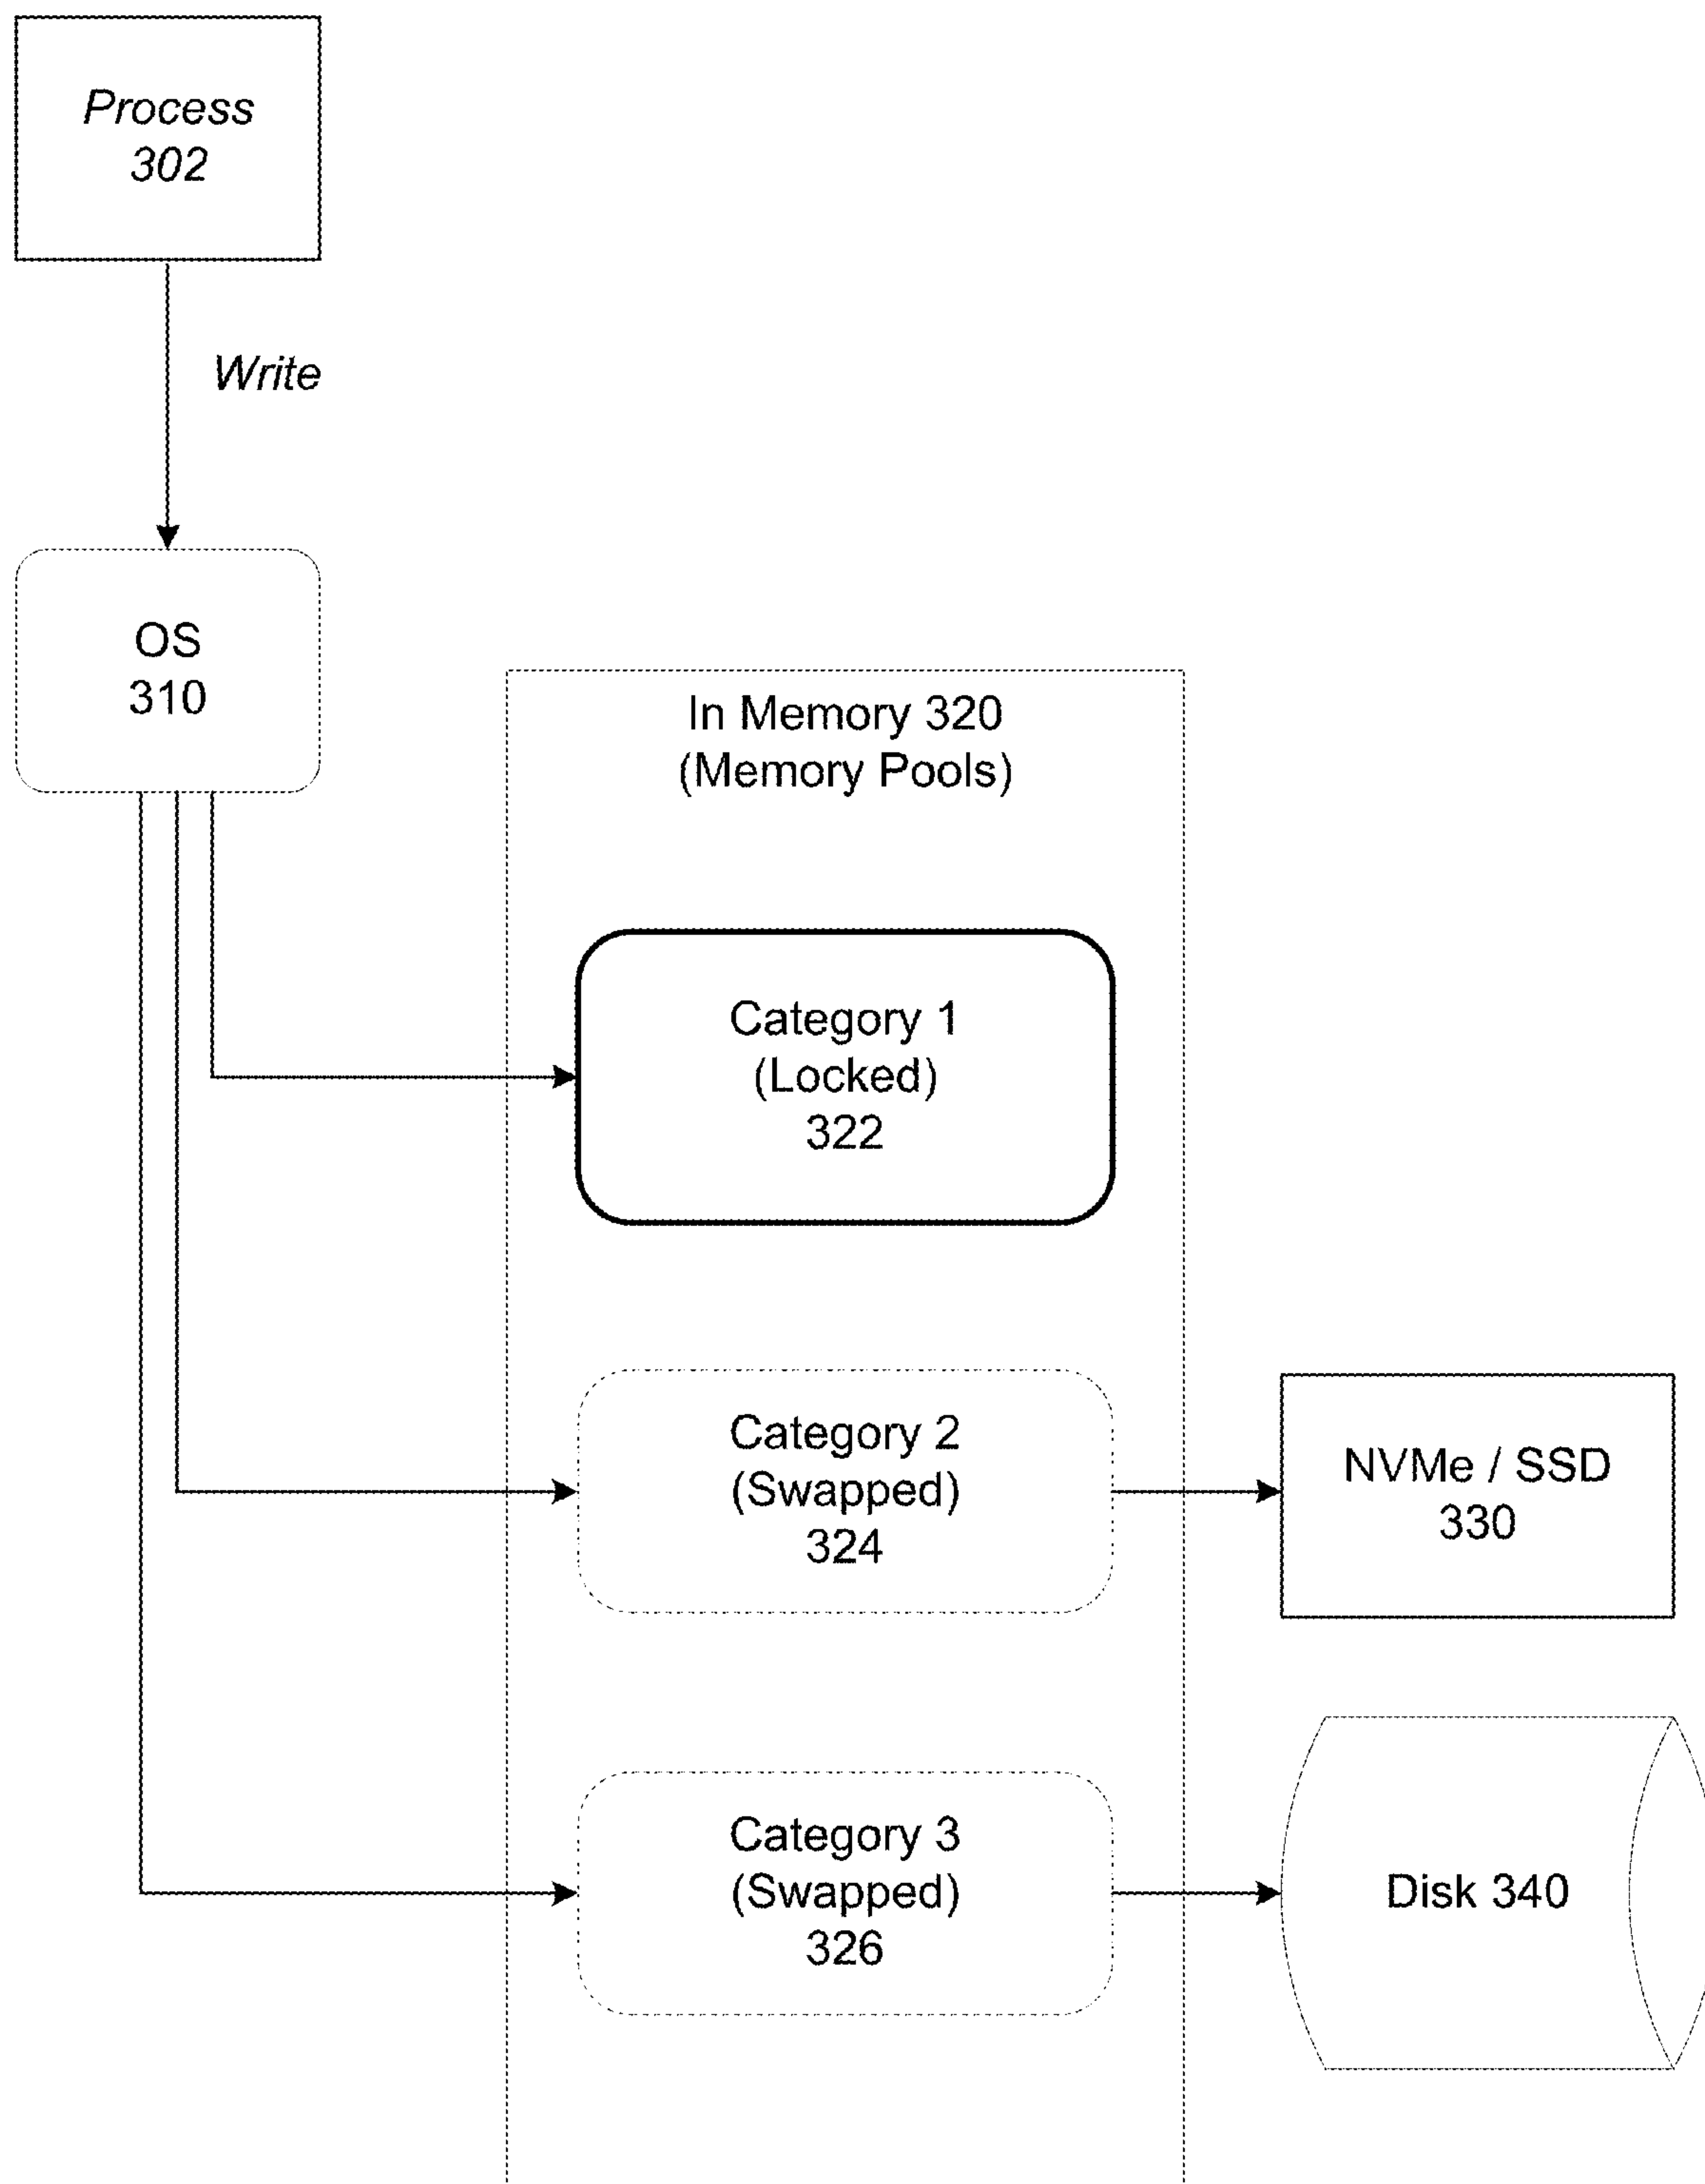 Process
302
Write
OS
310
In Memory 320
(Memory Pools)
Category 1
(Locked)
322
Category 2
(Swapped)
324
NVMe / SSD
330
Category 3
(Swapped)
326
Disk 340